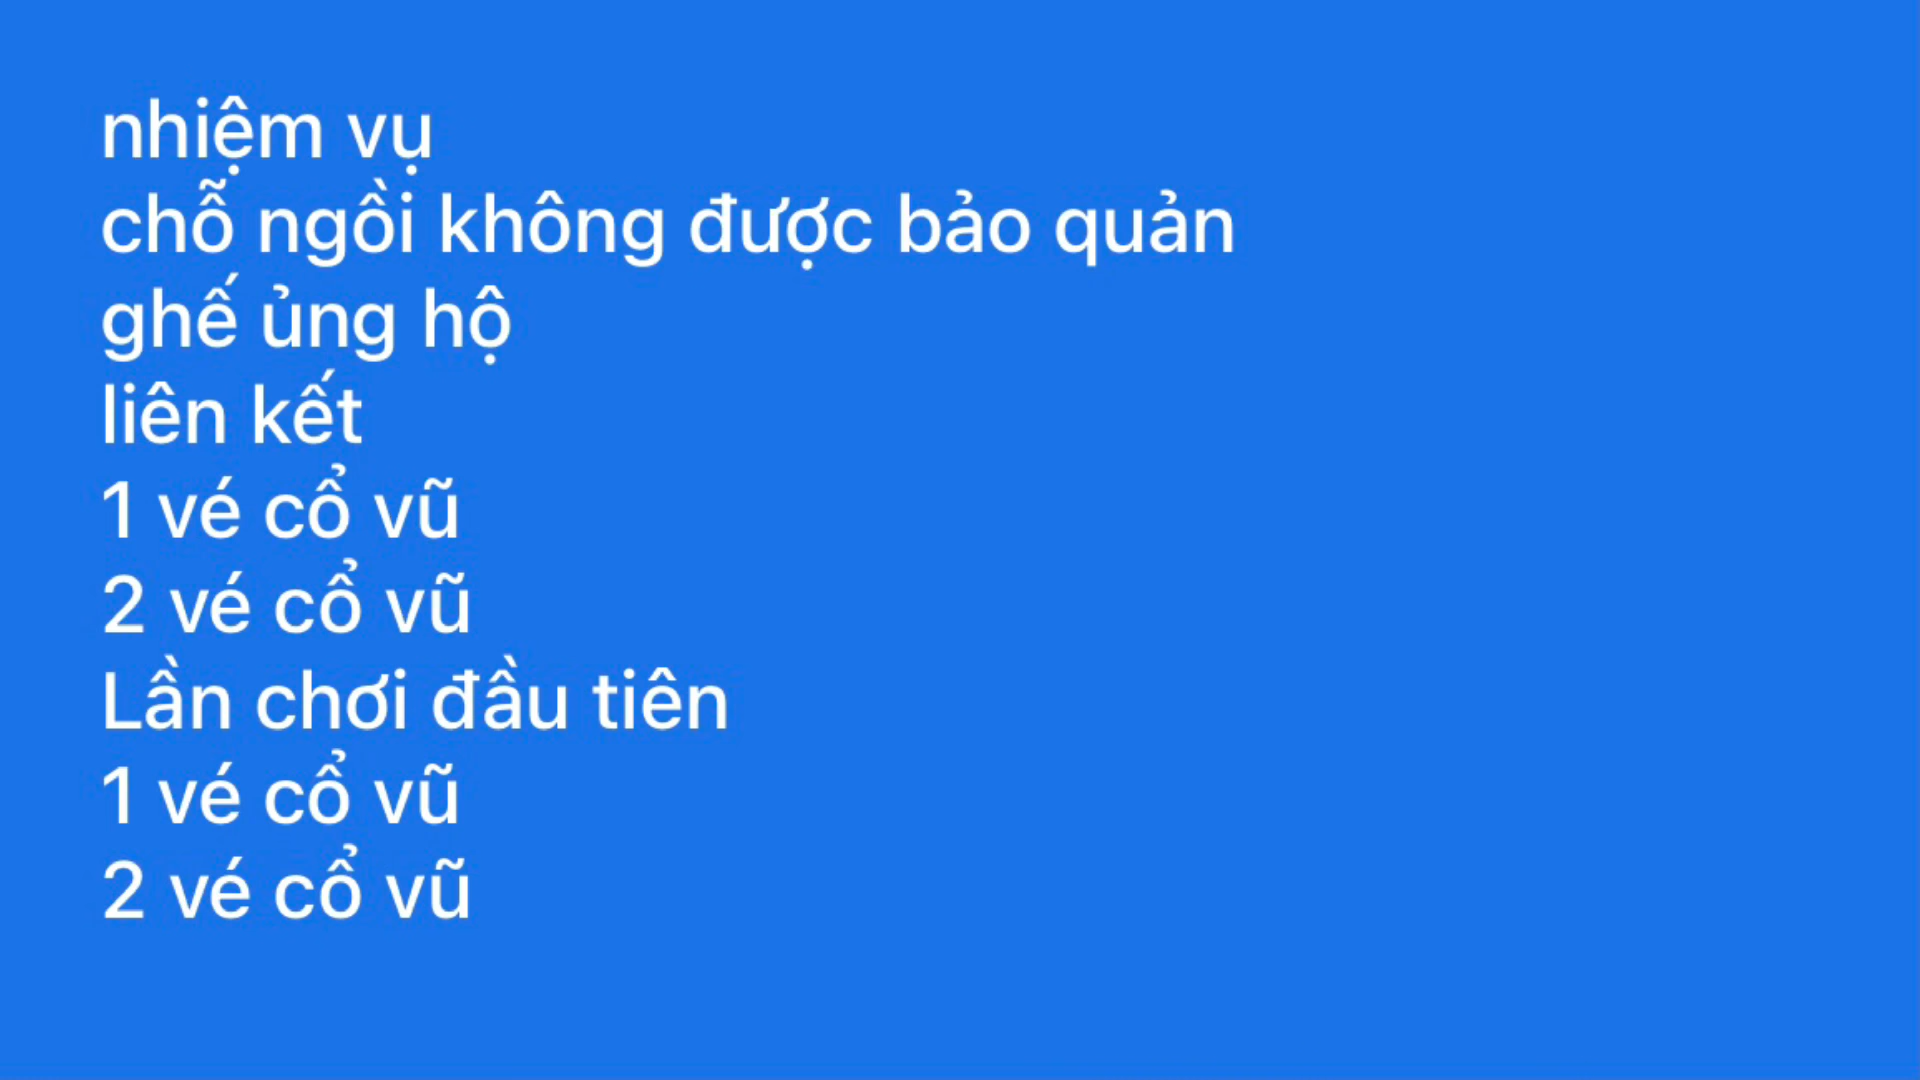 nhiệm vụ
chỗ ngồi không được bảo quản
ghế ủng hộ
liên kết
1 vé cổ vũ
2 vé cổ vũ
Lần chơi đầu tiên
1 vé cổ vũ
2 vé cổ vũ